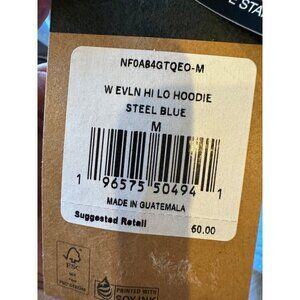 E STA
NF0A84GTQEO-M
W EVLN HI LO HOODIE
STEEL BLUE
M
1 96575 50494 1
MADE IN GUATEMALA
Suggested Retail 60.00
FSC
PRINTED WITH
SOY INK